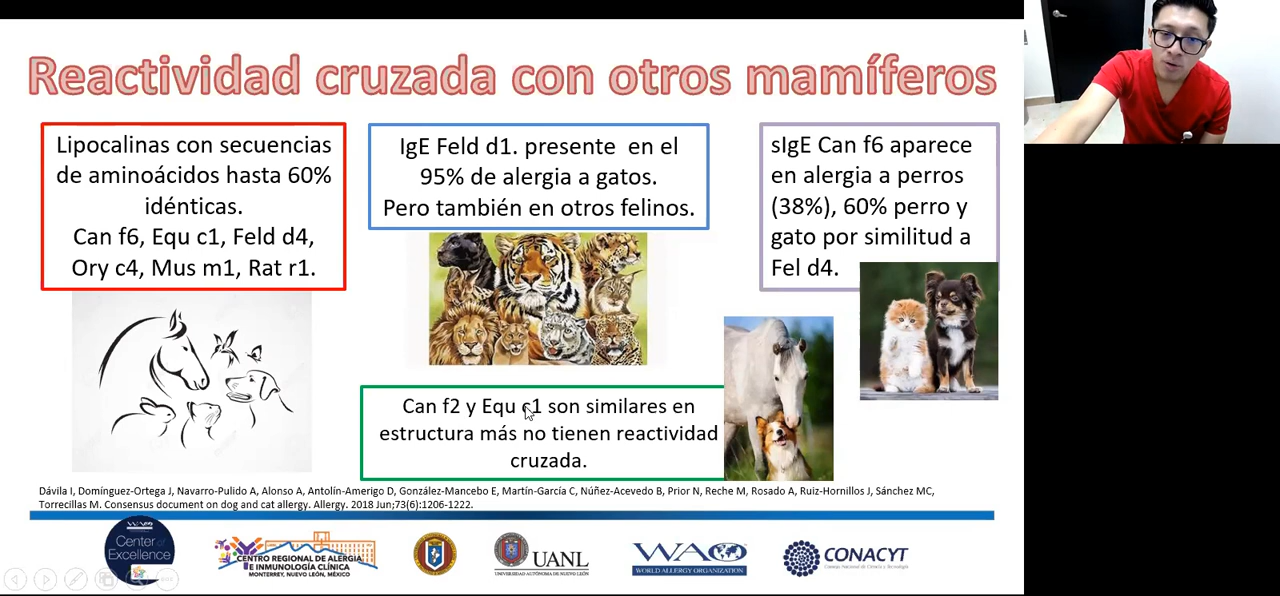 Reactividad cruzada con otros mamíferos
Lipocalinas con secuencias
de aminoácidos hasta 60%
idénticas.
Can f6, Equ c1, Feld d4,
Ory c4, Mus m1, Rat r1.
IgE Feld d1. presente en el
95% de alergia a gatos.
Pero también en otros felinos.
sIgE Can f6 aparece
en alergia a perros
(38%), 60% perro y
gato por similitud a
Fel d4.
Can f2 y Equ c1 son similares en
estructura más no tienen reactividad
cruzada.
Dávila I, Domínguez-Ortega J, Navarro-Pulido A, Alonso A, Antolín-Amerigo D, González-Mancebo E, Martín-García C, Núñez-Acevedo B, Prior N, Reche M, Rosado A, Ruiz-Hornillos J, Sánchez MC,
Torrecillas M. Consensus document on dog and cat allergy. Allergy. 2018 Jun;73(6):1206-1222.
Center of
Excellence
CENTRO REGIONAL DE ALERGIA
E INMUNOLOGÍA CLÍNICA
MONTERREY, NUEVO LEÓN, MÉXICO
UANL
UNIVERSIDAD AUTÓNOMA DE NUEVO LEÓN
WAO
WORLD ALLERGY ORGANIZATION
CONACYT
Consejo Nacional de Ciencia y Tecnología